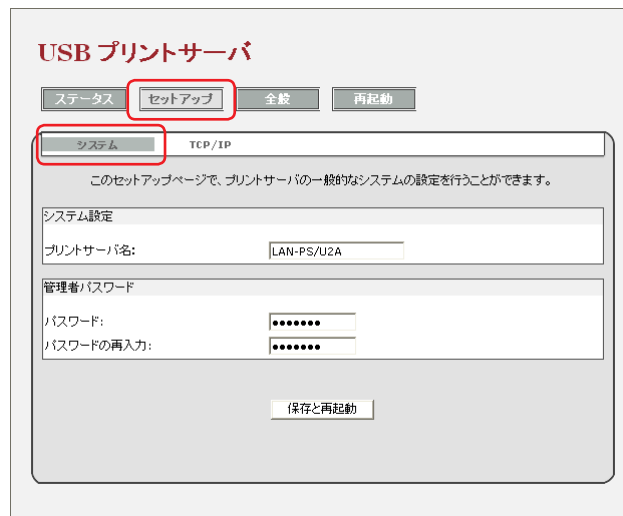 USB プリントサーバ
ステータス セットアップ 全般 再起動
システム TCP/IP
このセットアップページで、プリントサーバの一般的なシステムの設定を行うことができます。
システム設定
プリントサーバ名: LAN-PS/U2A
管理者パスワード
パスワード: ●●●●●●●
パスワードの再入力: ●●●●●●●
保存と再起動